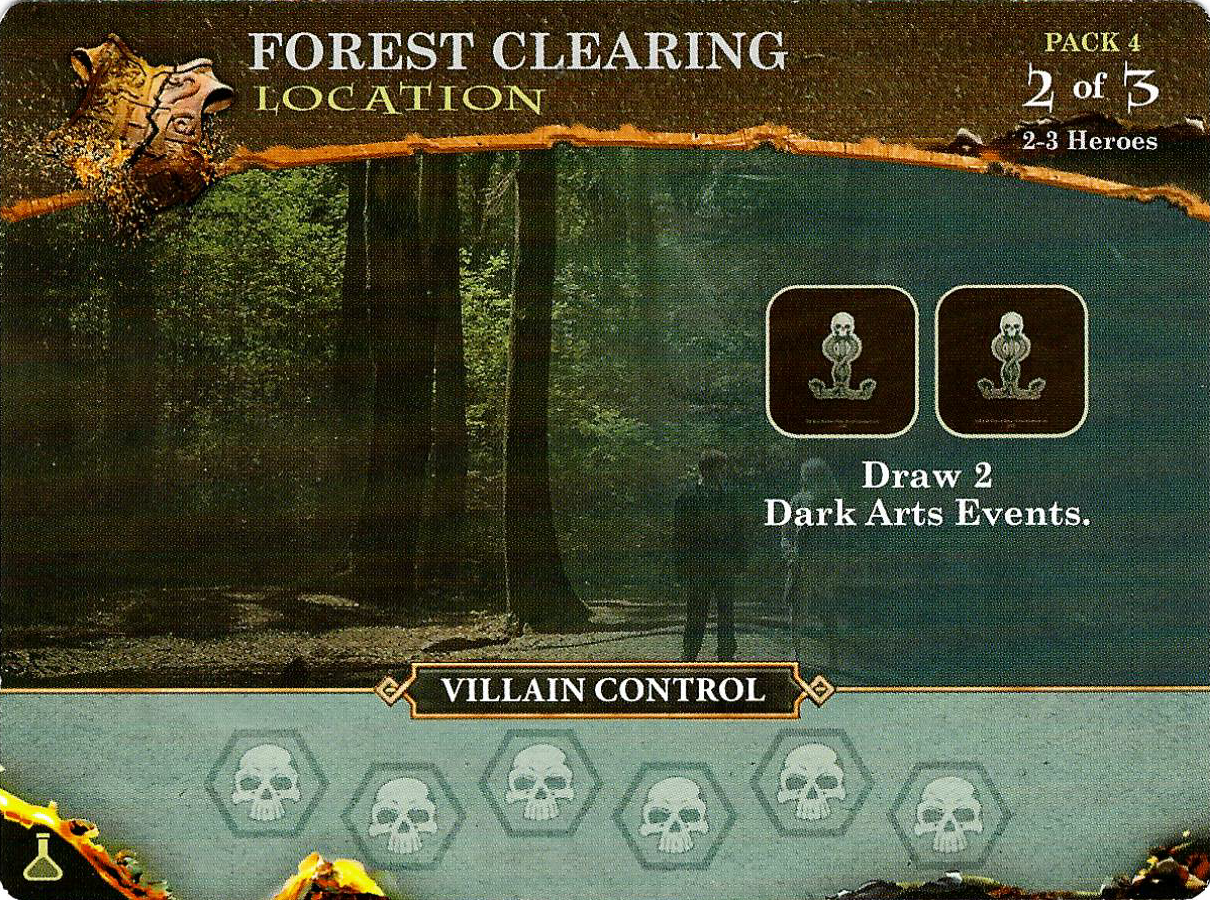 FOREST CLEARING
LOCATION
PACK 4
2 of 3
2-3 Heroes
Draw 2
Dark Arts Events.
VILLAIN CONTROL